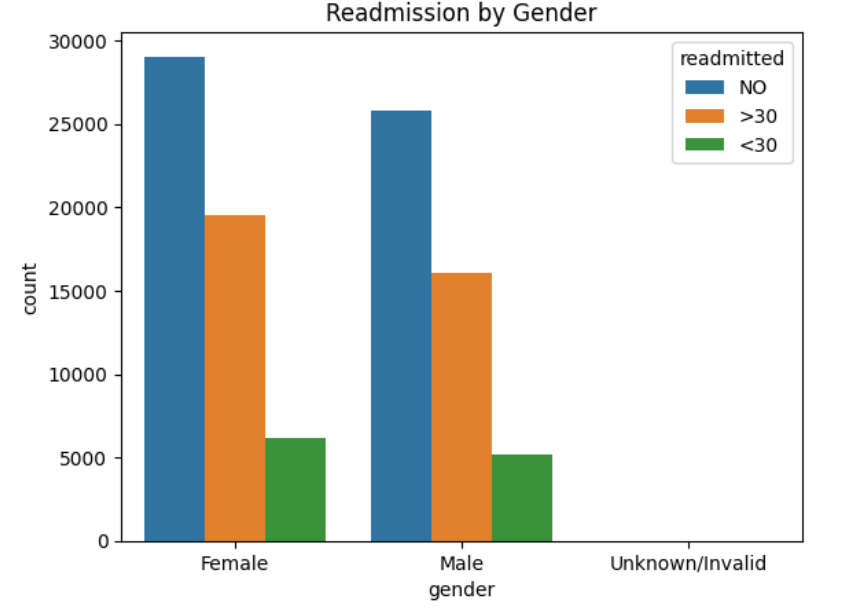 Readmission by Gender
30000
25000
20000
15000
10000
5000
0
count
readmitted
NO
>30
<30
Female
Male
Unknown/Invalid
gender